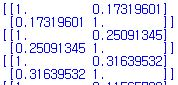 [[1.         0.17319601]
[0.17319601 1.        ]]
[[1.         0.25091345]
[0.25091345 1.        ]]
[[1.         0.31639532]
[0.31639532 1.        ]]